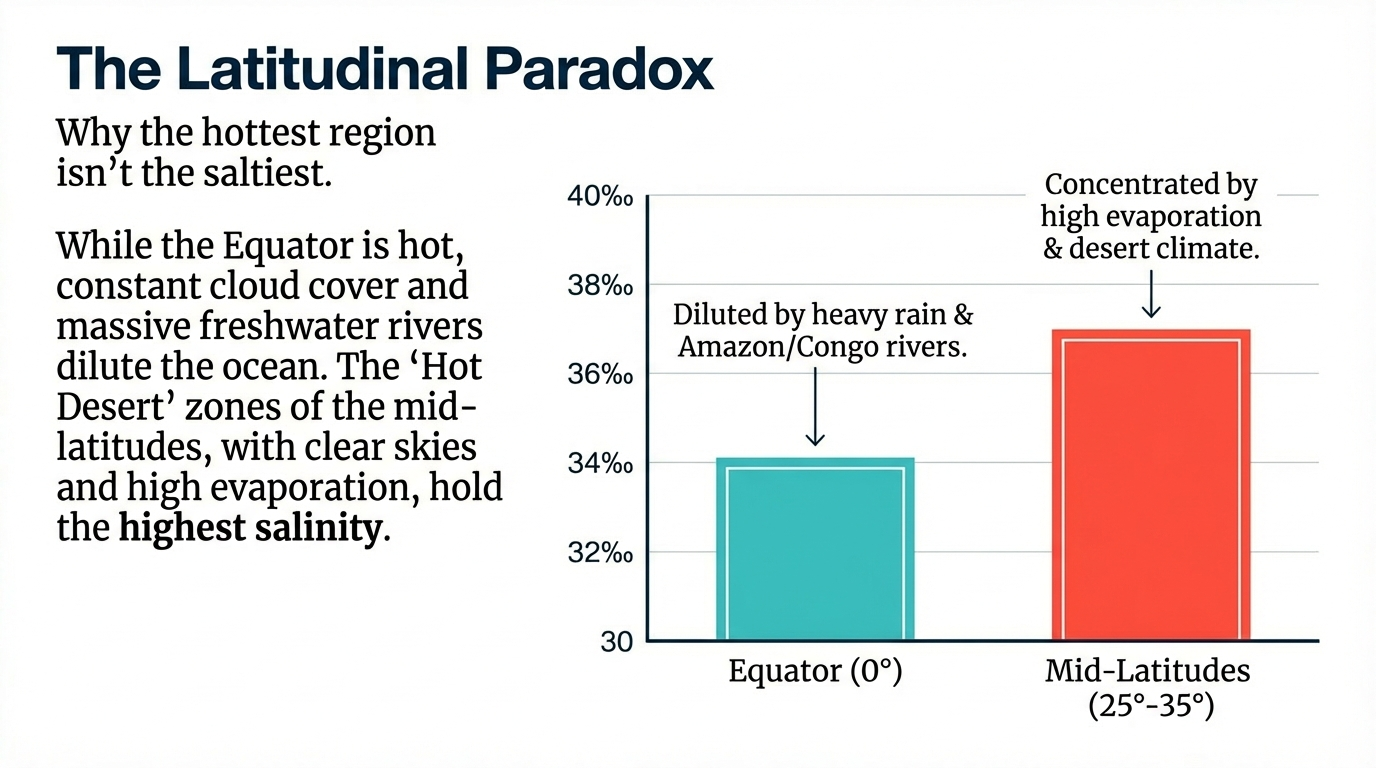 The Latitudinal Paradox
Why the hottest region
isn’t the saltiest.
While the Equator is hot,
constant cloud cover and
massive freshwater rivers
dilute the ocean. The ‘Hot
Desert’ zones of the mid-
latitudes, with clear skies
and high evaporation, hold
the highest salinity.
40‰
38‰
36‰
34‰
32‰
30
Diluted by heavy rain &
Amazon/Congo rivers.
Concentrated by
high evaporation
& desert climate.
Equator (0°)
Mid-Latitudes
(25°-35°)